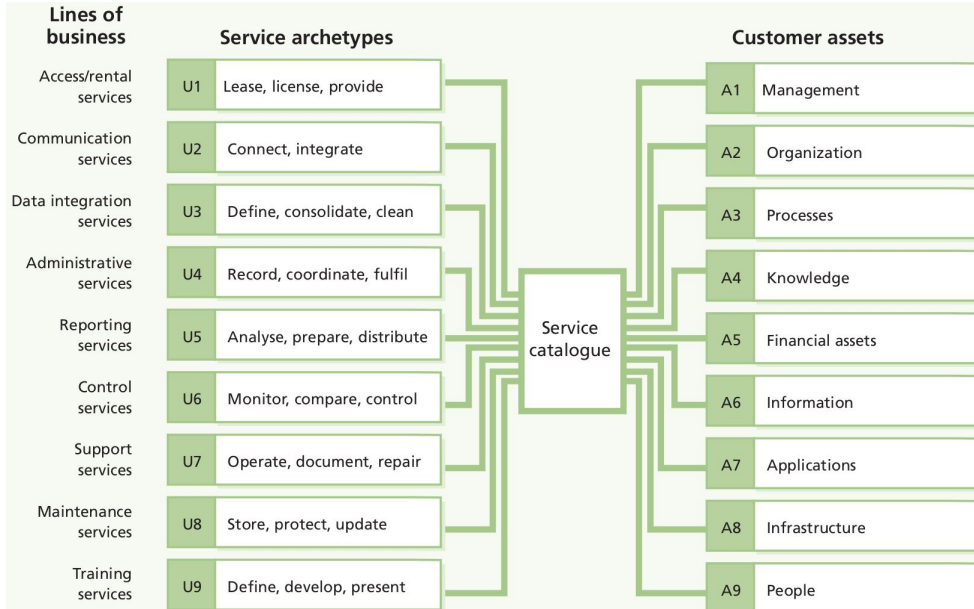 Lines of
business
Service archetypes
Customer assets
Access/rental
services
U1
Lease, license, provide
A1
Management
Communication
services
U2
Connect, integrate
A2
Organization
Data integration
services
U3
Define, consolidate, clean
A3
Processes
Administrative
services
U4
Record, coordinate, fulfil
A4
Knowledge
Reporting
services
U5
Analyse, prepare, distribute
Service
catalogue
A5
Financial assets
Control
services
U6
Monitor, compare, control
A6
Information
Support
services
U7
Operate, document, repair
A7
Applications
Maintenance
services
U8
Store, protect, update
A8
Infrastructure
Training
services
U9
Define, develop, present
A9
People